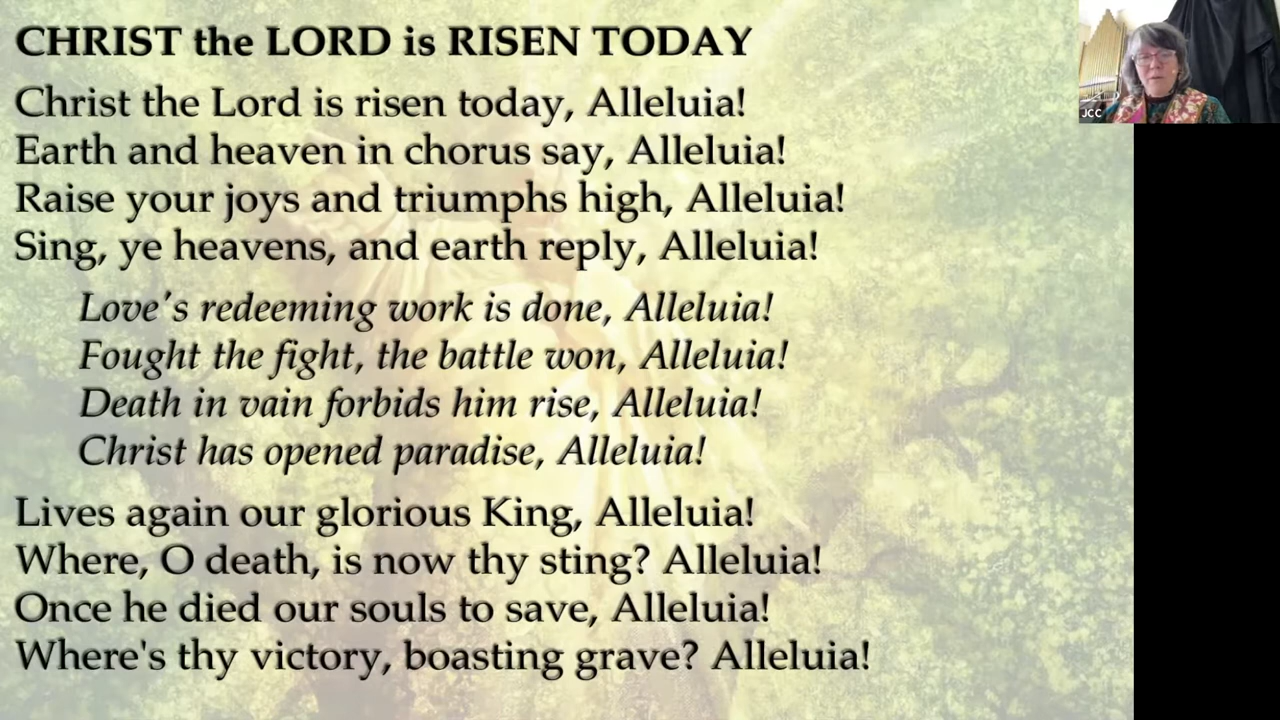 CHRIST the LORD is RISEN TODAY
Christ the Lord is risen today, Alleluia!
Earth and heaven in chorus say, Alleluia!
Raise your joys and triumphs high, Alleluia!
Sing, ye heavens, and earth reply, Alleluia!
Love's redeeming work is done, Alleluia!
Fought the fight, the battle won, Alleluia!
Death in vain forbids him rise, Alleluia!
Christ has opened paradise, Alleluia!
Lives again our glorious King, Alleluia!
Where, O death, is now thy sting? Alleluia!
Once he died our souls to save, Alleluia!
Where's thy victory, boasting grave? Alleluia!
JCC